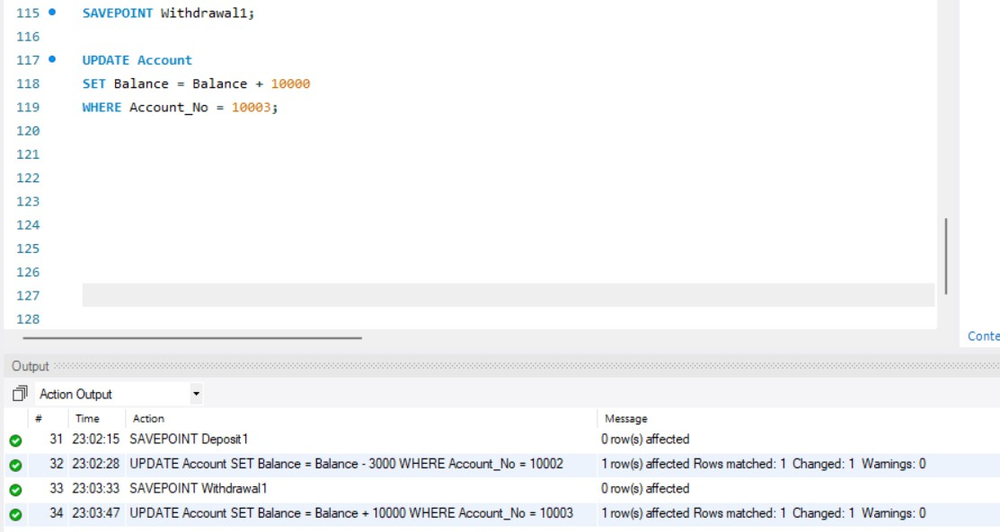 115 SAVEPOINT Withdrawal1;
116
117 UPDATE Account
118 SET Balance = Balance + 10000
119 WHERE Account_No = 10003;
120
121
122
123
124
125
126
127
128
Conte
Output
Action Output
# Time Action Message
31 23:02:15 SAVEPOINT Deposit1 0 row(s) affected
32 23:02:28 UPDATE Account SET Balance = Balance - 3000 WHERE Account_No = 10002 1 row(s) affected Rows matched: 1 Changed: 1 Warnings: 0
33 23:03:33 SAVEPOINT Withdrawal1 0 row(s) affected
34 23:03:47 UPDATE Account SET Balance = Balance + 10000 WHERE Account_No = 10003 1 row(s) affected Rows matched: 1 Changed: 1 Warnings: 0